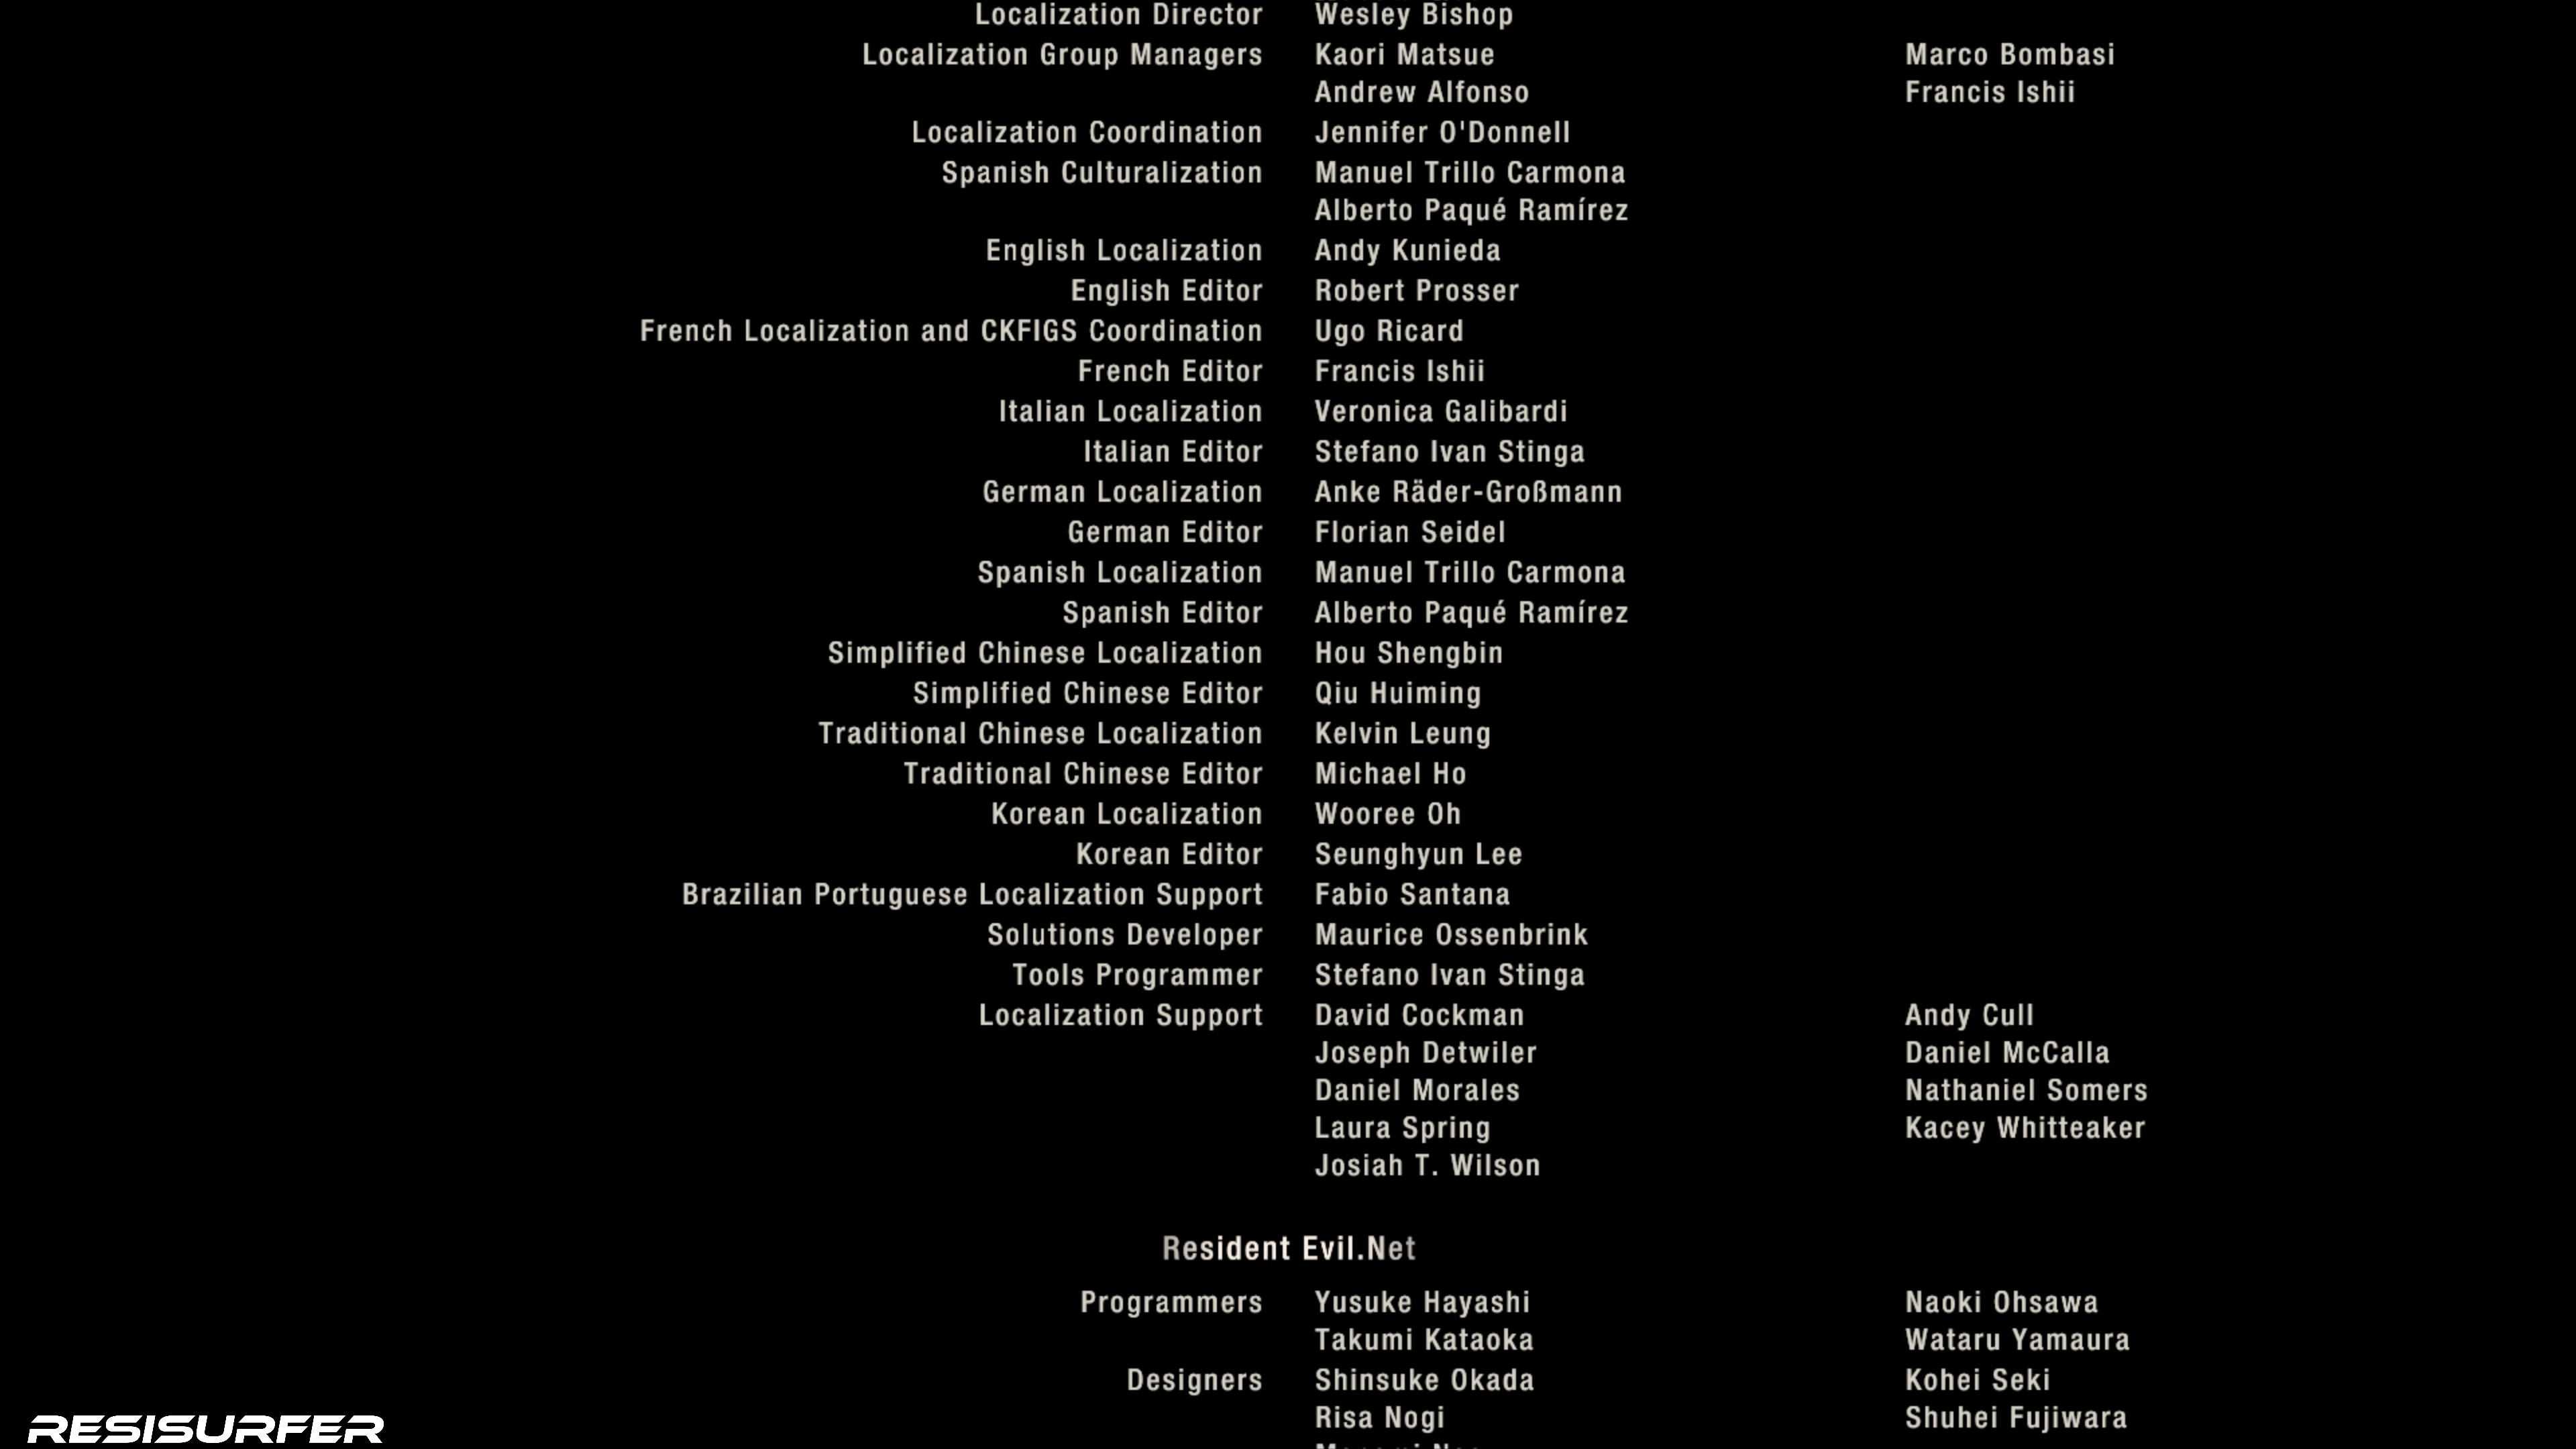 Localization Director Wesley Bishop
Localization Group Managers Kaori Matsue Marco Bombasi
Andrew Alfonso Francis Ishii
Localization Coordination Jennifer O'Donnell
Spanish Culturalization Manuel Trillo Carmona
Alberto Paqué Ramírez
English Localization Andy Kunieda
English Editor Robert Prosser
French Localization and CKFIGS Coordination Ugo Ricard
French Editor Francis Ishii
Italian Localization Veronica Galibardi
Italian Editor Stefano Ivan Stinga
German Localization Anke Räder-Großmann
German Editor Florian Seidel
Spanish Localization Manuel Trillo Carmona
Spanish Editor Alberto Paqué Ramírez
Simplified Chinese Localization Hou Shengbin
Simplified Chinese Editor Qiu Huiming
Traditional Chinese Localization Kelvin Leung
Traditional Chinese Editor Michael Ho
Korean Localization Wooree Oh
Korean Editor Seunghyun Lee
Brazilian Portuguese Localization Support Fabio Santana
Solutions Developer Maurice Ossenbrink
Tools Programmer Stefano Ivan Stinga
Localization Support David Cockman Andy Cull
Joseph Detwiler Daniel McCalla
Daniel Morales Nathaniel Somers
Laura Spring Kacey Whitteaker
Josiah T. Wilson
Resident Evil.Net
Programmers Yusuke Hayashi Naoki Ohsawa
Takumi Kataoka Wataru Yamaura
Designers Shinsuke Okada Kohei Seki
Risa Nogi Shuhei Fujiwara
RESISURFER